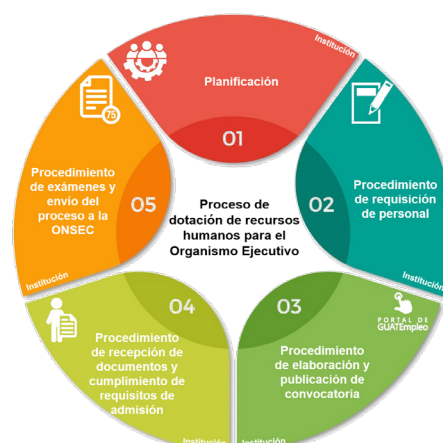 Institución
Planificación
01
Procedimiento
de requisición
de personal
02
Institución
PORTAL DE
GUATEmpleo
03
Procedimiento
de elaboración y
publicación de
convocatoria
Institución
04
Procedimiento
de recepción de
documentos y
cumplimiento de
requisitos de
admisión
Institución
75
Procedimiento
de exámenes y
envío del
proceso a la
ONSEC
05
Institución
Proceso de
dotación de recursos
humanos para el
Organismo Ejecutivo